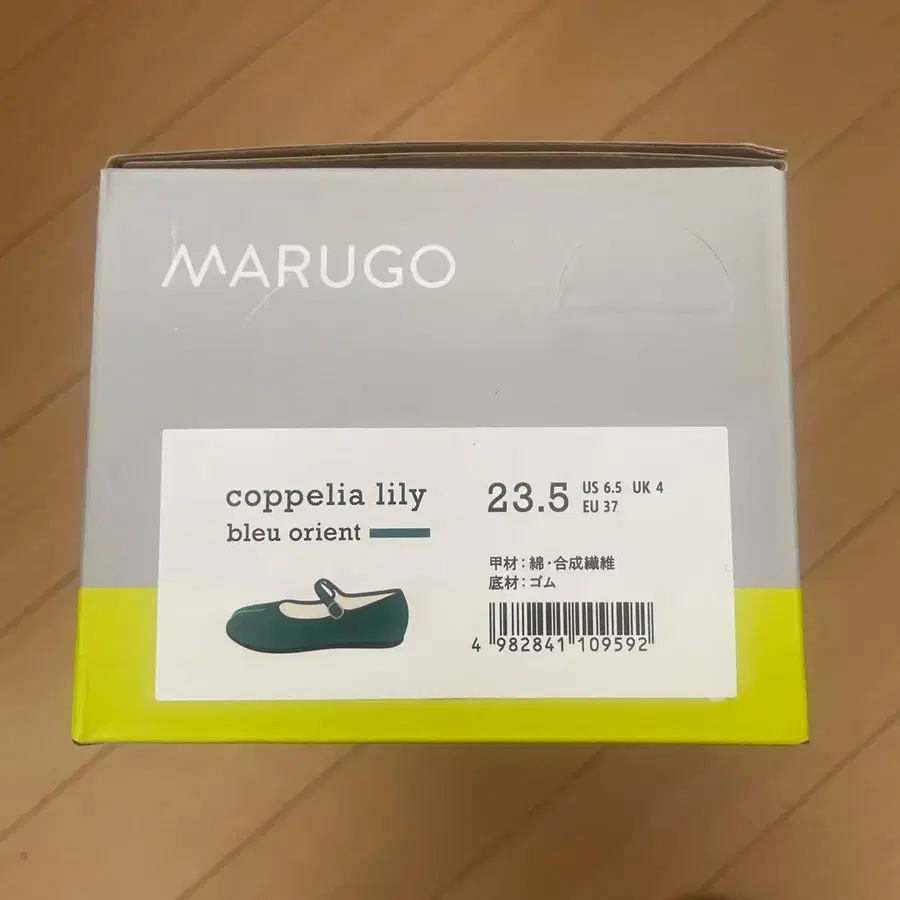 MARUGO
coppelia lily
bleu orient
23.5 US 6.5 UK 4
EU 37
甲材：綿・合成繊維
底材：ゴム
4 982841 109592